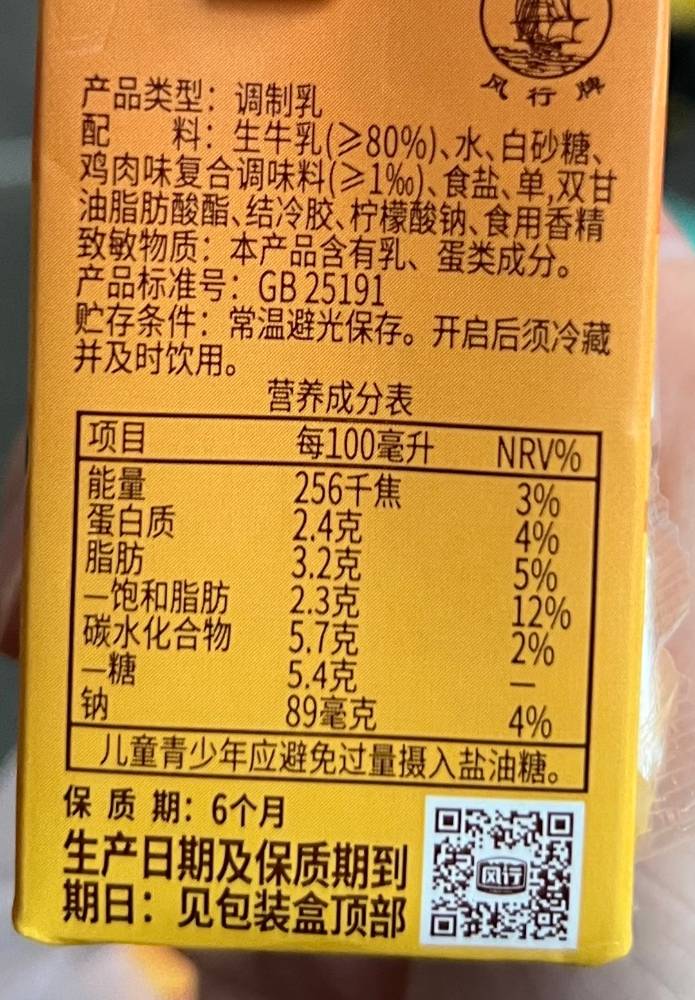 风行牌
产品类型：调制乳
配 料：生牛乳(≥80%)、水、白砂糖、
鸡肉味复合调味料(≥1‰)、食盐、单,双甘
油脂肪酸酯、结冷胶、柠檬酸钠、食用香精
致敏物质：本产品含有乳、蛋类成分。
产品标准号：GB 25191
贮存条件：常温避光保存。开启后须冷藏
并及时饮用。
营养成分表
项目 每100毫升 NRV%
能量 256千焦 3%
蛋白质 2.4克 4%
脂肪 3.2克 5%
—饱和脂肪 2.3克 12%
碳水化合物 5.7克 2%
—糖 5.4克 —
钠 89毫克 4%
儿童青少年应避免过量摄入盐油糖。
保 质 期：6个月
生产日期及保质期到
期日：见包装盒顶部
风行